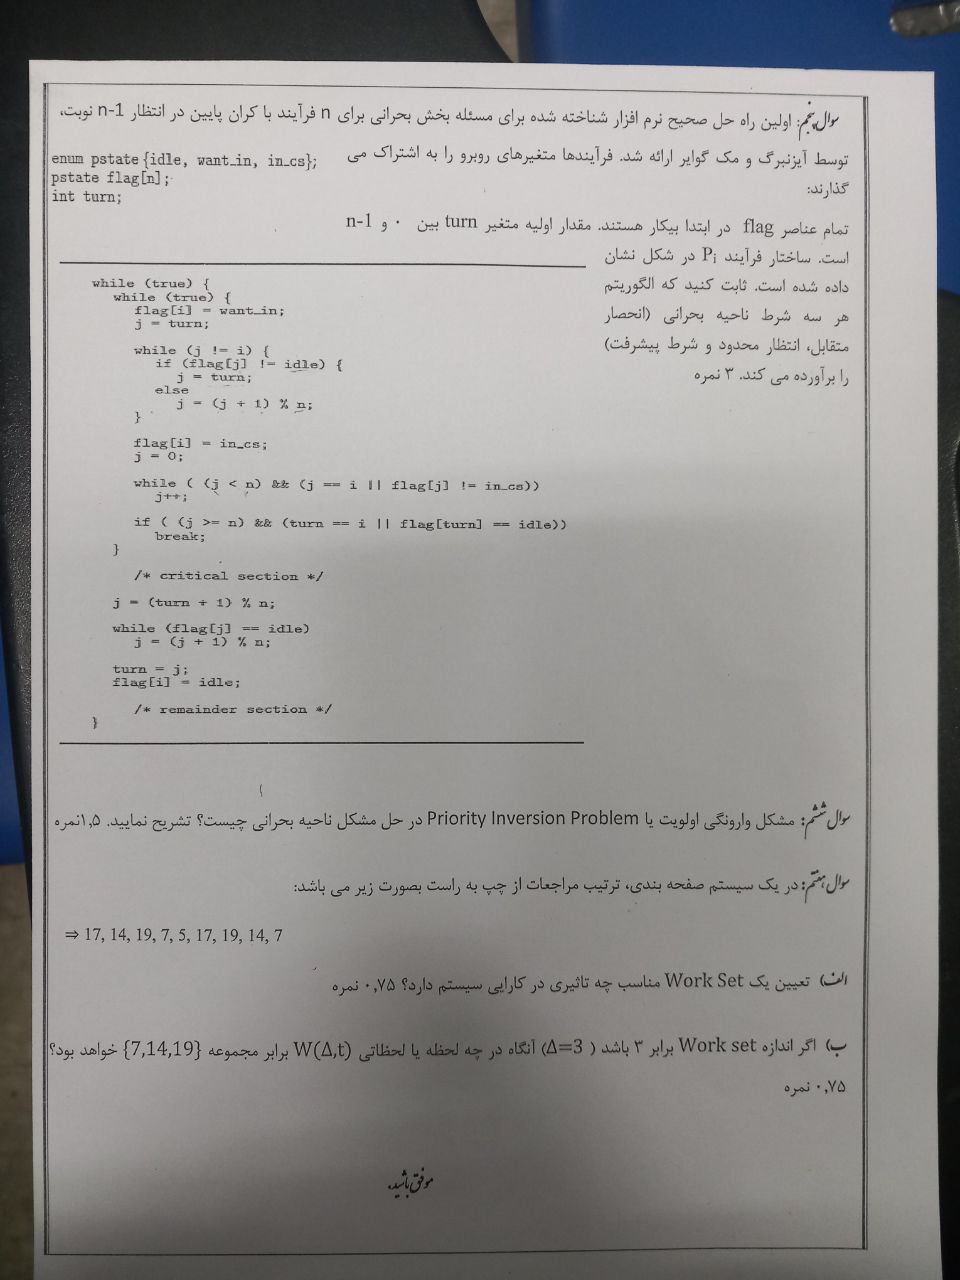 سوال پنجم: اولین راه حل صحیح نرم افزار شناخته شده برای مسئله بخش بحرانی برای n فرآیند با کران پایین در انتظار n-1 نوبت،
توسط آیزنبرگ و مک گوایر ارائه شد. فرآیندها متغیرهای روبرو را به اشتراک می
گذارند:
enum pstate {idle, want_in, in_cs};
pstate flag[n];
int turn;
تمام عناصر flag در ابتدا بیکار هستند. مقدار اولیه متغیر turn بین ۰ و n-1
است. ساختار فرآیند Pi در شکل نشان
داده شده است. ثابت کنید که الگوریتم
هر سه شرط ناحیه بحرانی (انحصار
متقابل، انتظار محدود و شرط پیشرفت)
را برآورده می کند. ۳ نمره
while (true) {
while (true) {
flag[i] = want_in;
j = turn;
while (j != i) {
if (flag[j] != idle) {
j = turn;
else
j = (j + 1) % n;
}
flag[i] = in_cs;
j = 0;
while ( (j < n) && (j == i || flag[j] != in_cs))
j++;
if ( (j >= n) && (turn == i || flag[turn] == idle))
break;
}
/* critical section */
j = (turn + 1) % n;
while (flag[j] == idle)
j = (j + 1) % n;
turn = j;
flag[i] = idle;
/* remainder section */
}
سوال ششم: مشکل وارونگی اولویت یا Priority Inversion Problem در حل مشکل ناحیه بحرانی چیست؟ تشریح نمایید. ۱,۵نمره
سوال هفتم: در یک سیستم صفحه بندی، ترتیب مراجعات از چپ به راست بصورت زیر می باشد:
⇒ 17, 14, 19, 7, 5, 17, 19, 14, 7
الف) تعیین یک Work Set مناسب چه تاثیری در کارایی سیستم دارد؟ ۰,۷۵ نمره
ب) اگر اندازه Work set برابر ۳ باشد ( Δ=3) آنگاه در چه لحظه یا لحظاتی W(Δ,t) برابر مجموعه {7,14,19} خواهد بود؟
۰,۷۵ نمره
موفق باشید.